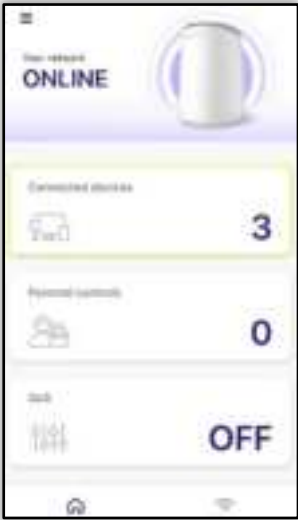 Your network
ONLINE
Connected devices
3
Parental controls
0
QoS
OFF